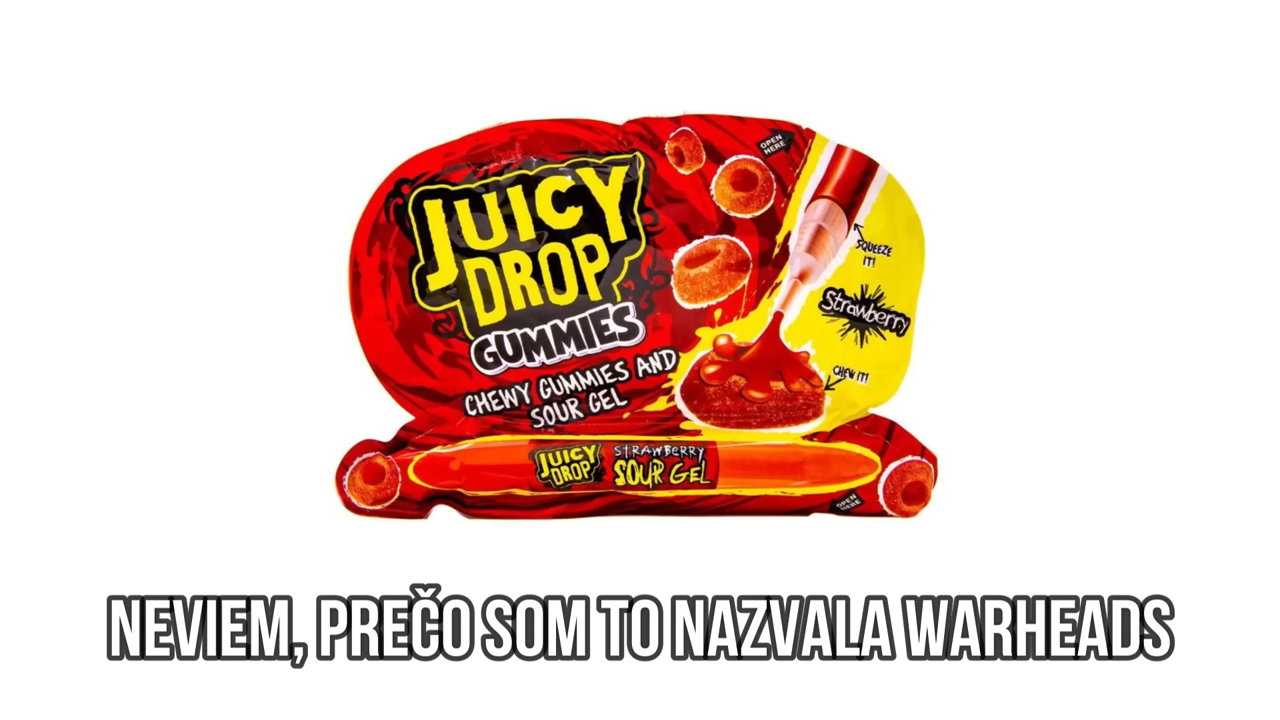 OPEN
HERE
JUICY
DROP
GUMMIES
CHEWY GUMMIES AND
SOUR GEL
SQUEEZE
IT!
Strawberry
CHEW IT!
JUICY
DROP
STRAWBERRY
SOUR GEL
OPEN
HERE
NEVIEM, PREČO SOM TO NAZVALA WARHEADS